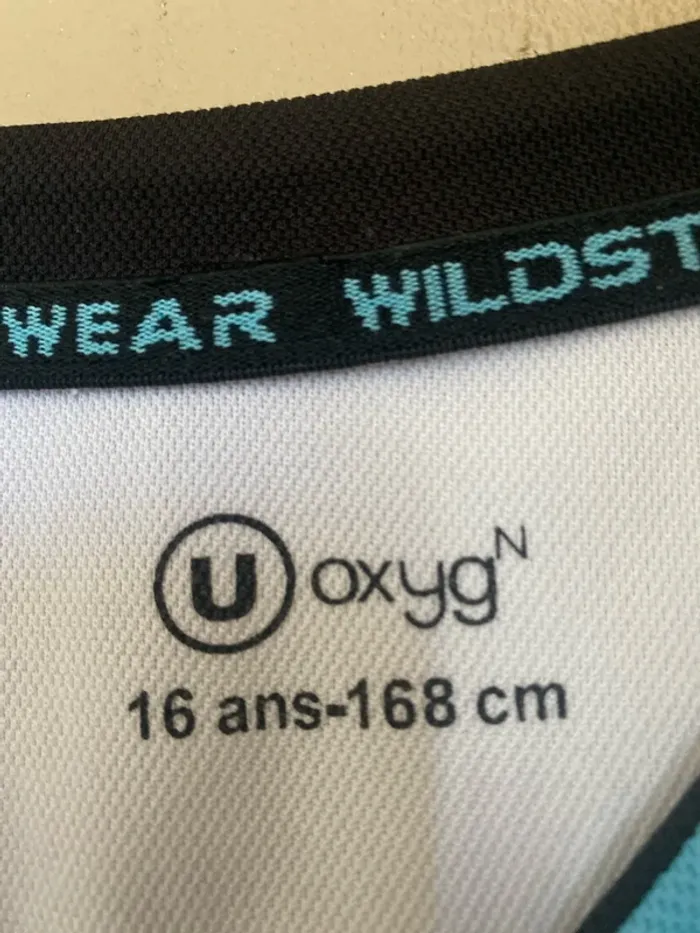 WEAR WILDST
U oxygN
16 ans-168 cm